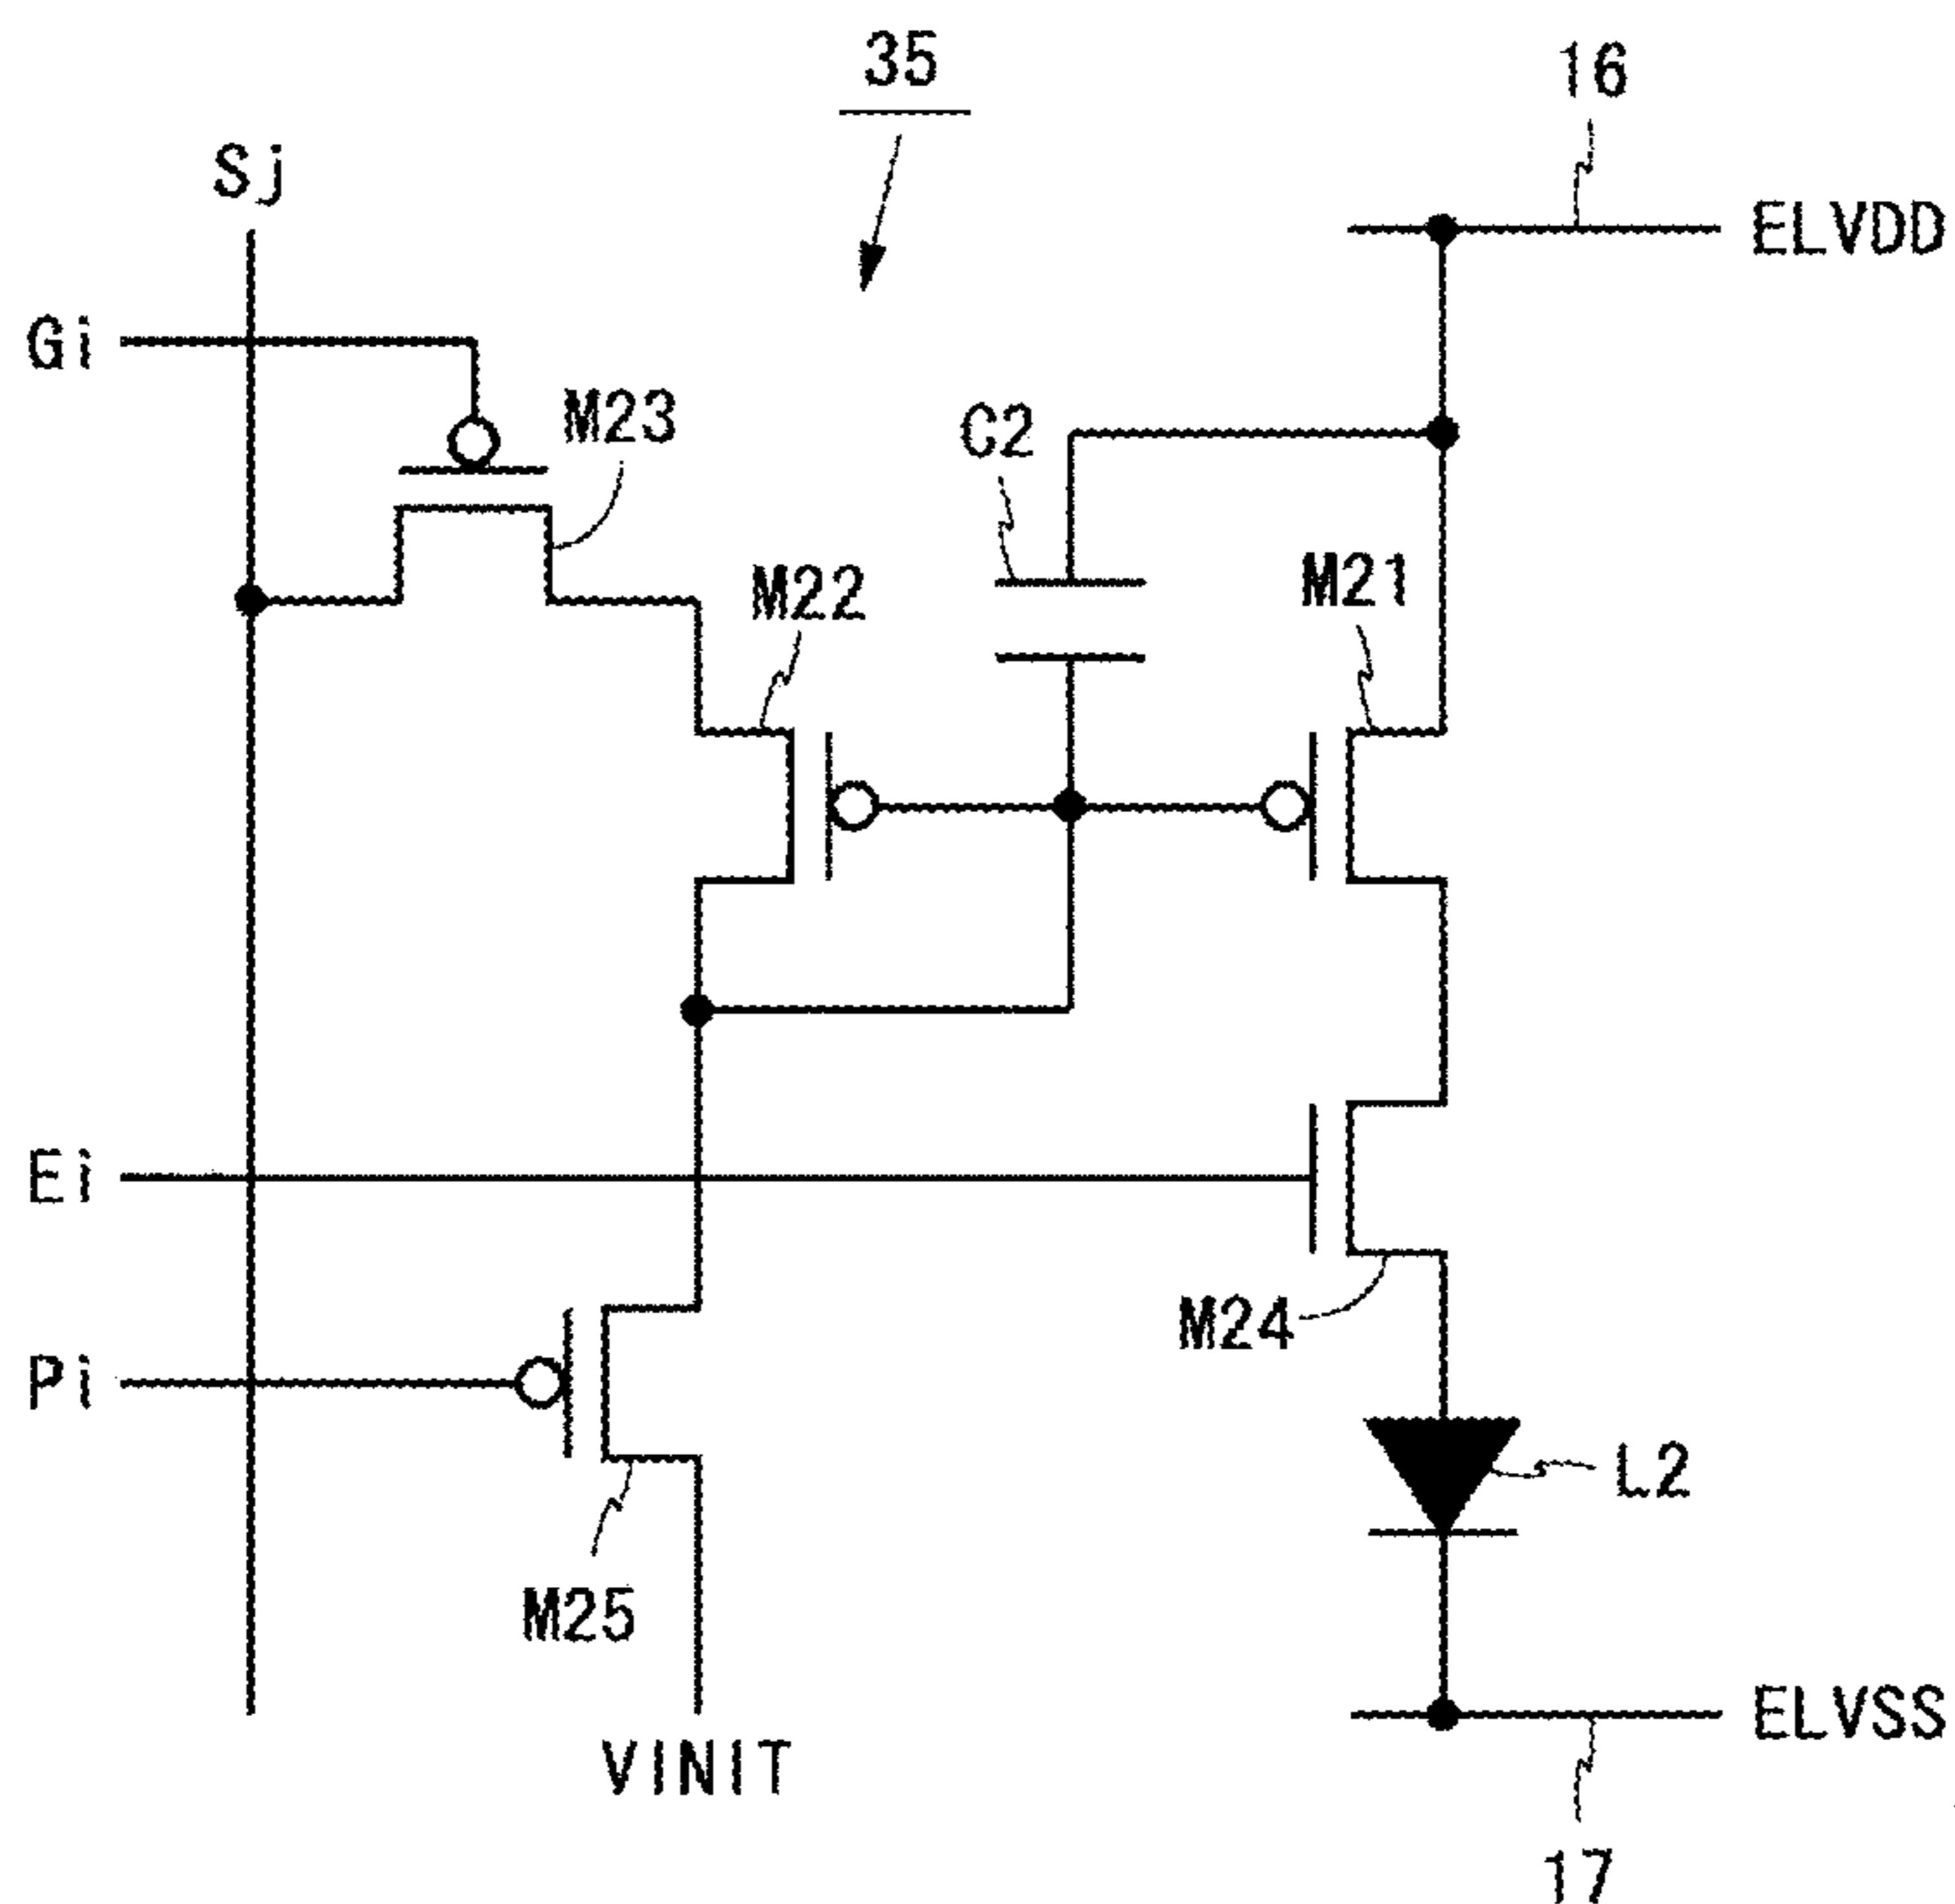 35
16
Sj
ELVDD
Gi
M23
C2
M22
M21
Ei
M24
Pi
L2
M25
ELVSS
VINIT
17